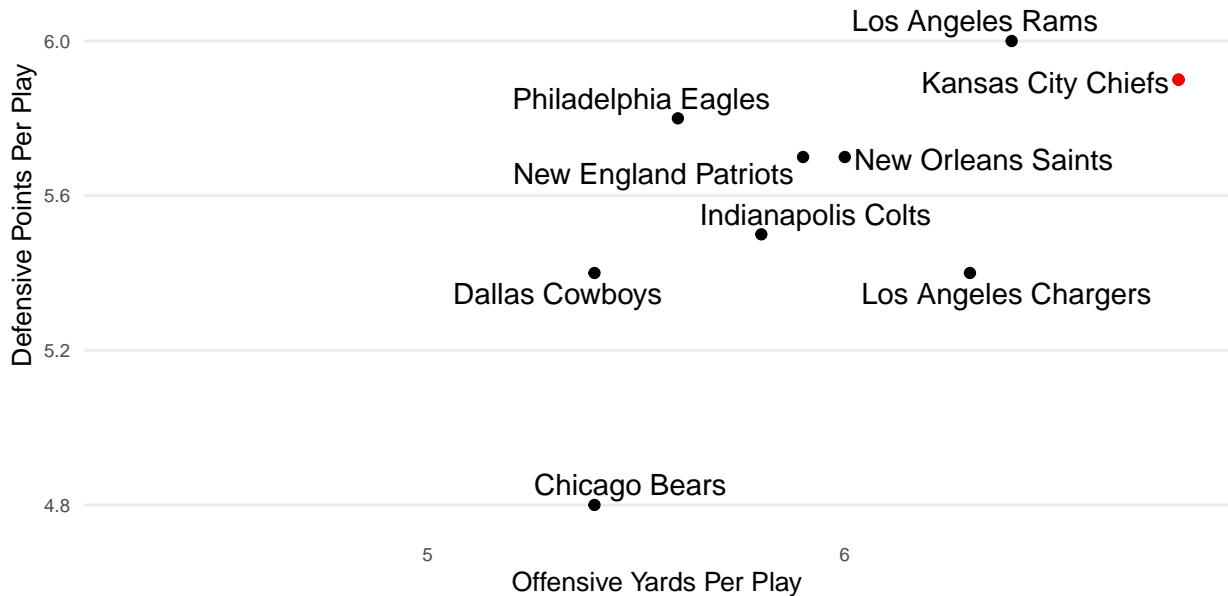 Los Angeles Rams
6.0
Kansas City Chiefs
Philadelphia Eagles
New Orleans Saints
New England Patriots
5.6
Indianapolis Colts
Dallas Cowboys
Los Angeles Chargers
5.2
Chicago Bears
4.8
5
6
Offensive Yards Per Play
Defensive Points Per Play